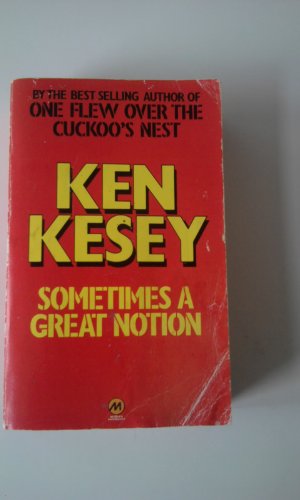 BY THE BEST SELLING AUTHOR OF
ONE FLEW OVER THE
CUCKOO'S NEST
KEN
KESEY
SOMETIMES A
GREAT NOTION
M